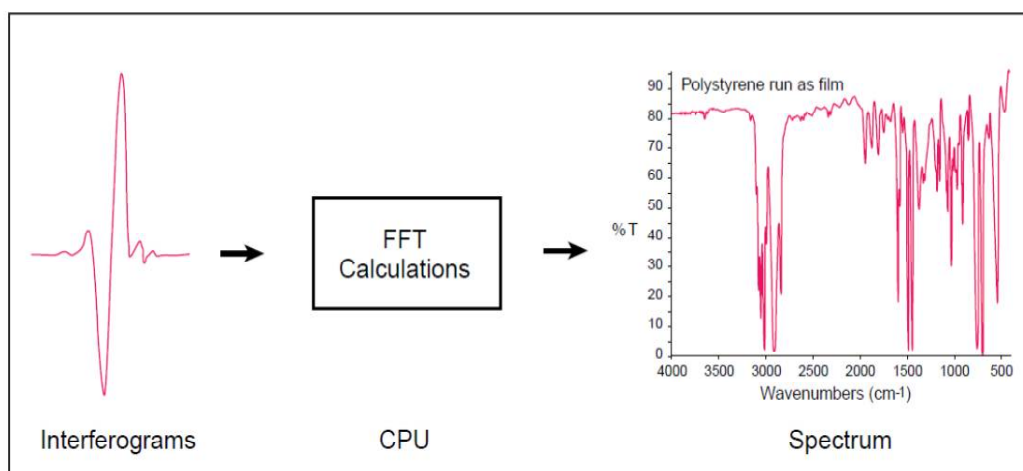 Polystyrene run as film
90
80
70
60
50
%T
40
30
20
10
0
4000 3500 3000 2500 2000 1500 1000 500
Wavenumbers (cm-1)
FFT
Calculations
Interferograms CPU Spectrum